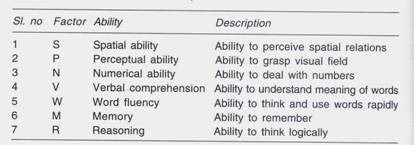 Sl. no Factor Ability Description
1 S Spatial ability Ability to perceive spatial relations
2 P Perceptual ability Ability to grasp visual field
3 N Numerical ability Ability to deal with numbers
4 V Verbal comprehension Ability to understand meaning of words
5 W Word fluency Ability to think and use words rapidly
6 M Memory Ability to remember
7 R Reasoning Ability to think logically